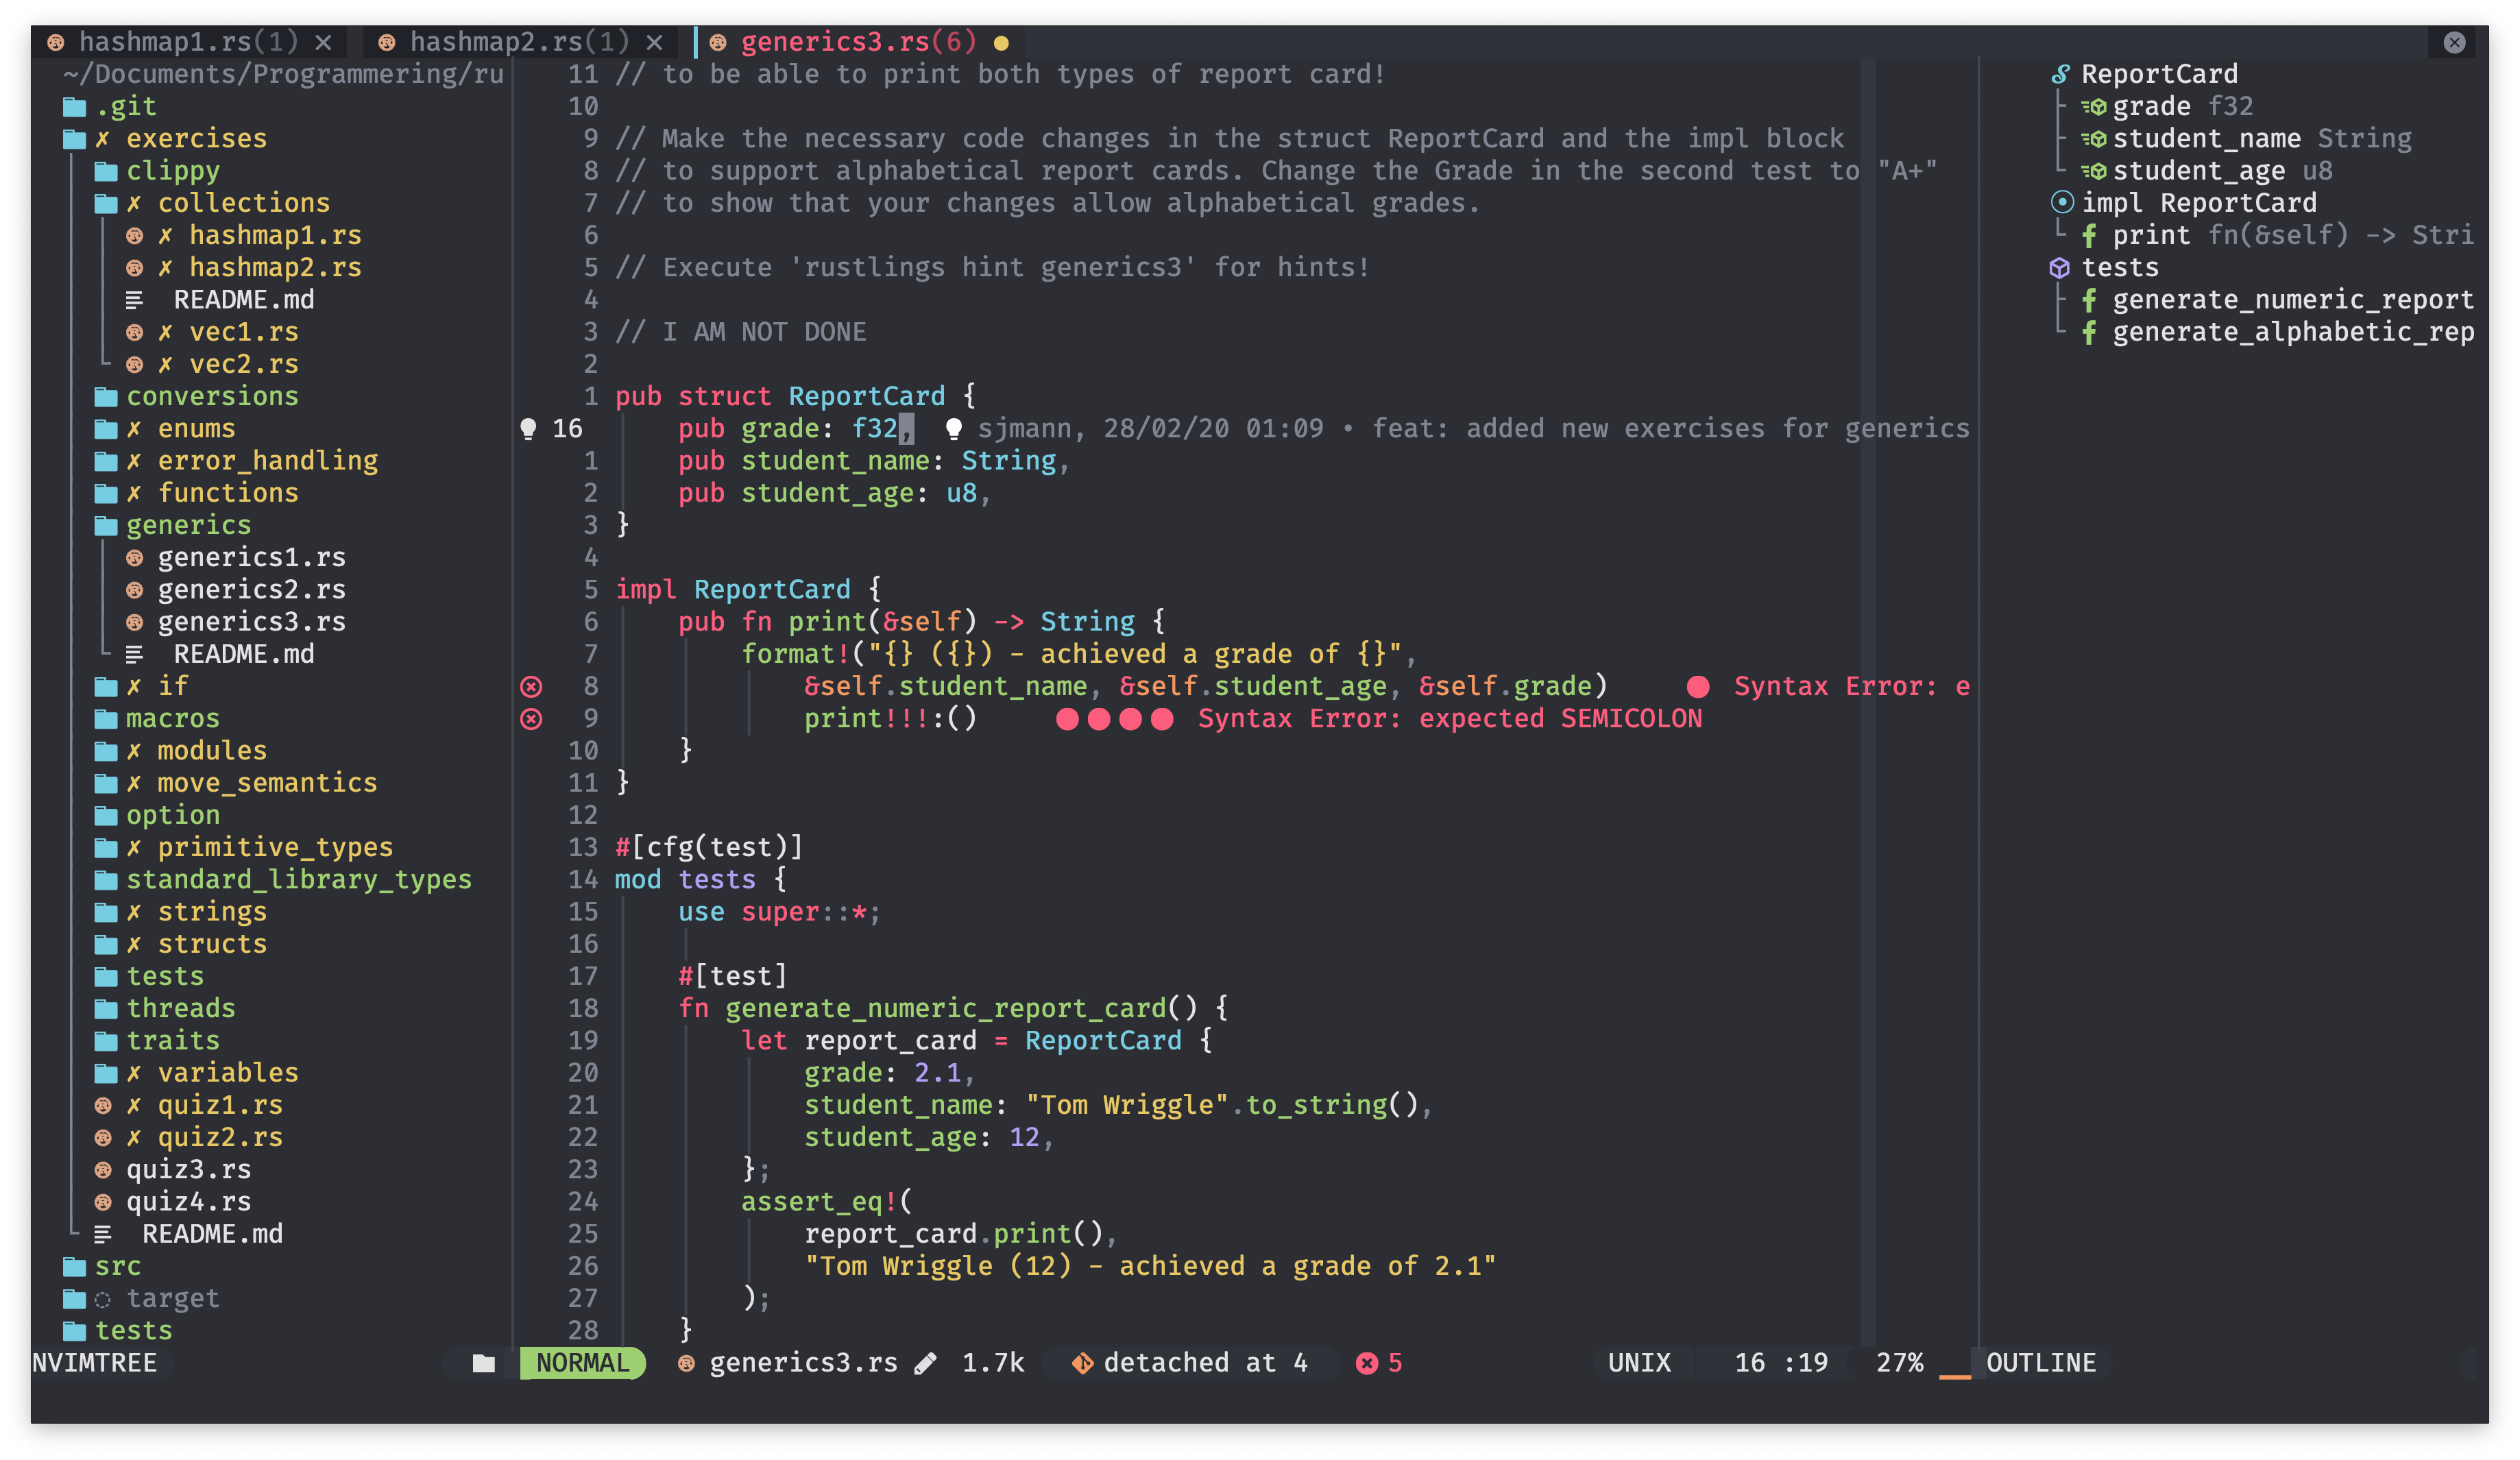 hashmap1.rs(1) ✕ hashmap2.rs(1) ✕ generics3.rs(6) ●
~/Documents/Programmering/ru
.git
✗ exercises
clippy
✗ collections
✗ hashmap1.rs
✗ hashmap2.rs
README.md
✗ vec1.rs
✗ vec2.rs
conversions
✗ enums
✗ error_handling
✗ functions
generics
generics1.rs
generics2.rs
generics3.rs
README.md
✗ if
macros
✗ modules
✗ move_semantics
option
✗ primitive_types
standard_library_types
✗ strings
✗ structs
tests
threads
traits
✗ variables
✗ quiz1.rs
✗ quiz2.rs
quiz3.rs
quiz4.rs
README.md
src
target
tests
11 // to be able to print both types of report card!
10
9 // Make the necessary code changes in the struct ReportCard and the impl block
8 // to support alphabetical report cards. Change the Grade in the second test to "A+"
7 // to show that your changes allow alphabetical grades.
6
5 // Execute 'rustlings hint generics3' for hints!
4
3 // I AM NOT DONE
2
1 pub struct ReportCard {
16 pub grade: f32, sjmann, 28/02/20 01:09 • feat: added new exercises for generics
1 pub student_name: String,
2 pub student_age: u8,
3 }
4
5 impl ReportCard {
6 pub fn print(&self) -> String {
7 format!("{} ({}) - achieved a grade of {}",
8 &self.student_name, &self.student_age, &self.grade) ● Syntax Error: e
9 print!!!:() ●●●● Syntax Error: expected SEMICOLON
10 }
11 }
12
13 #[cfg(test)]
14 mod tests {
15 use super::*;
16
17 #[test]
18 fn generate_numeric_report_card() {
19 let report_card = ReportCard {
20 grade: 2.1,
21 student_name: "Tom Wriggle".to_string(),
22 student_age: 12,
23 };
24 assert_eq!(
25 report_card.print(),
26 "Tom Wriggle (12) - achieved a grade of 2.1"
27 );
28 }
ReportCard
grade f32
student_name String
student_age u8
impl ReportCard
print fn(&self) -> Stri
tests
generate_numeric_report
generate_alphabetic_rep
NVIMTREE NORMAL generics3.rs 1.7k detached at 4 5 UNIX 16 :19 27% OUTLINE